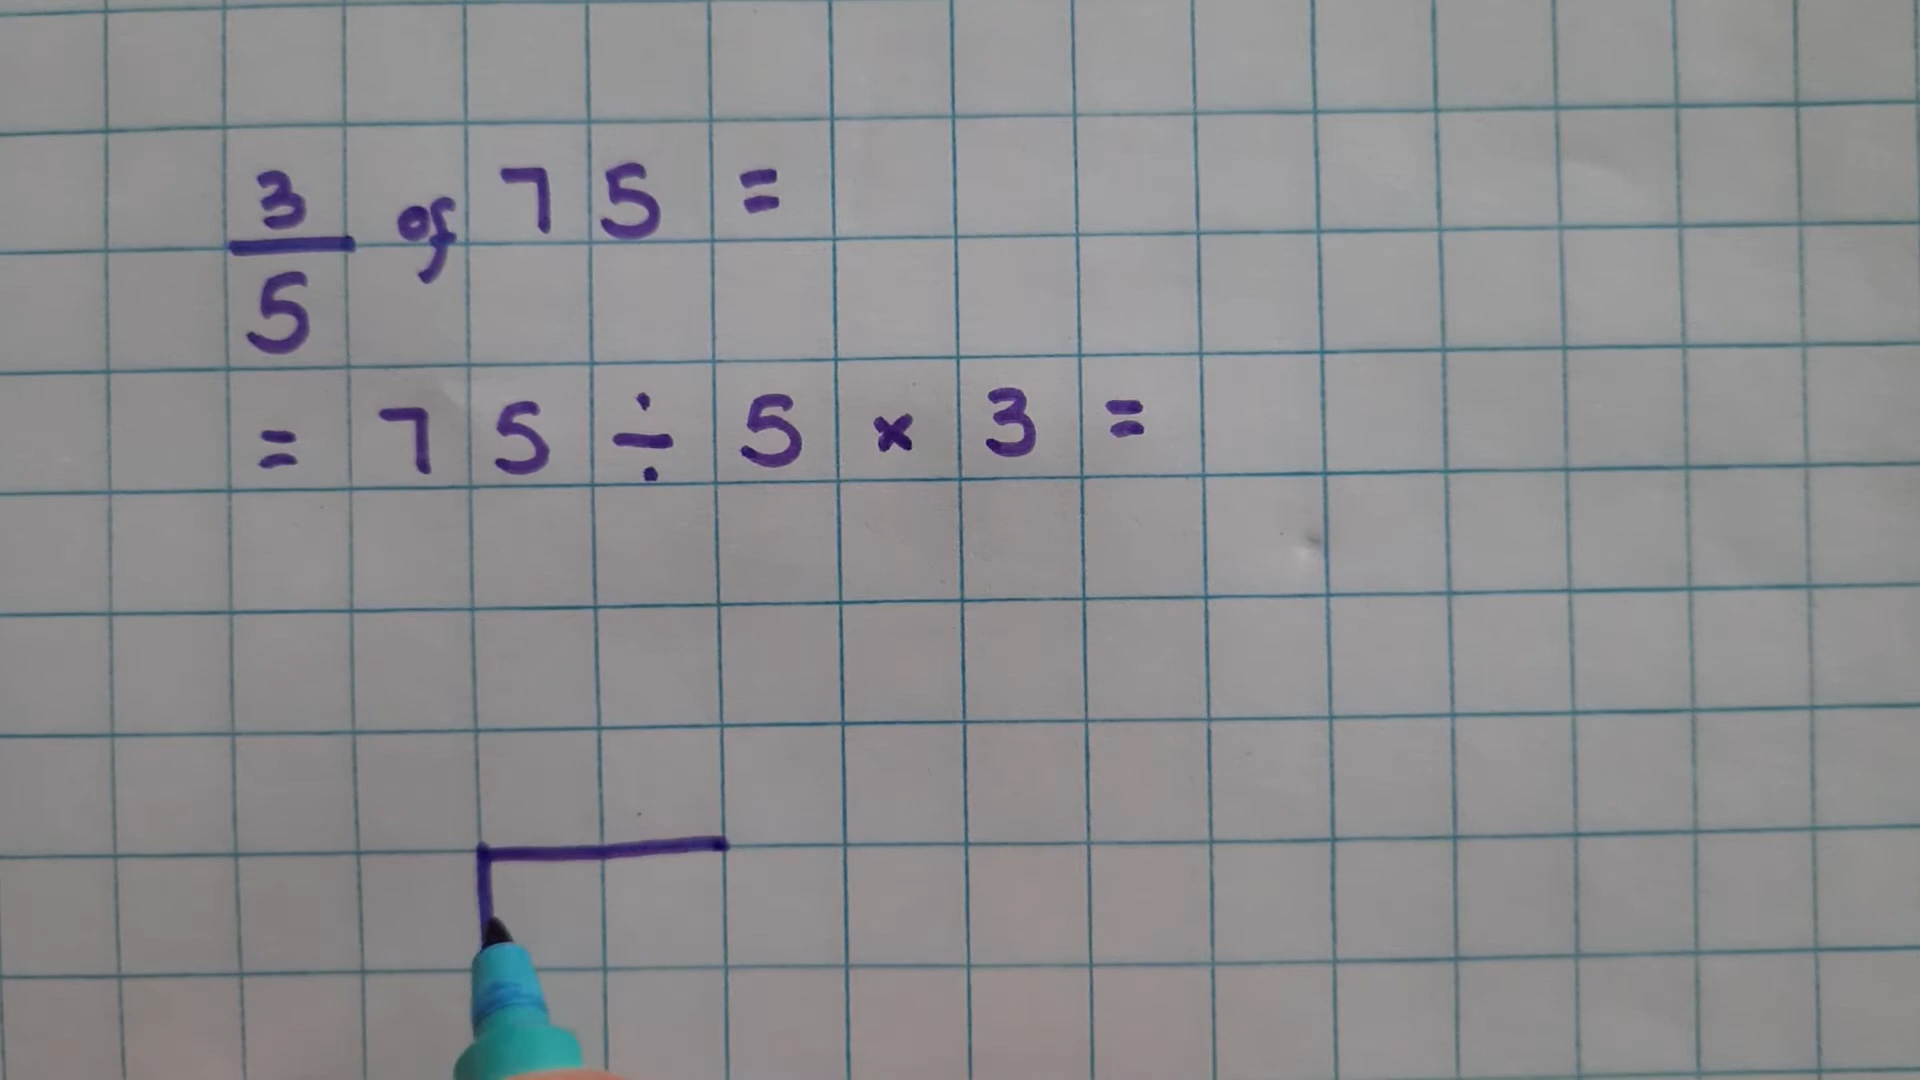 3/5 of 75 =
= 75 ÷ 5 × 3 =